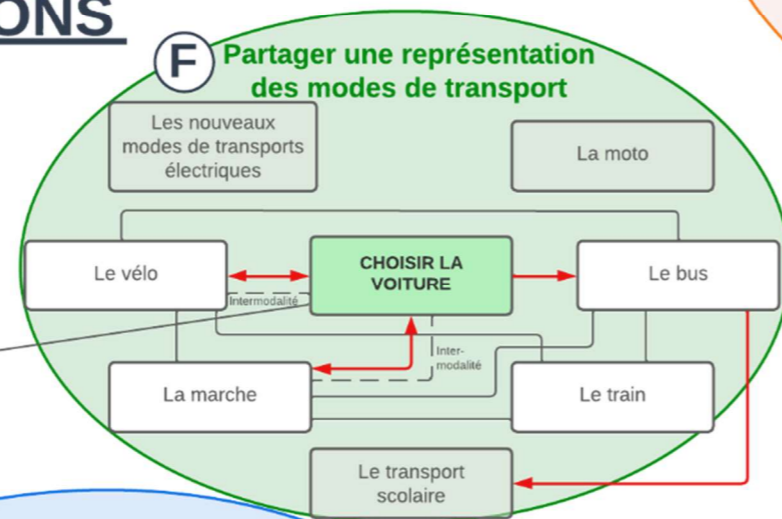 ONS
F
Partager une représentation
des modes de transport
Les nouveaux
modes de transports
électriques
La moto
Le vélo
CHOISIR LA
VOITURE
Le bus
Intermodalité
Inter-
modalité
La marche
Le train
Le transport
scolaire